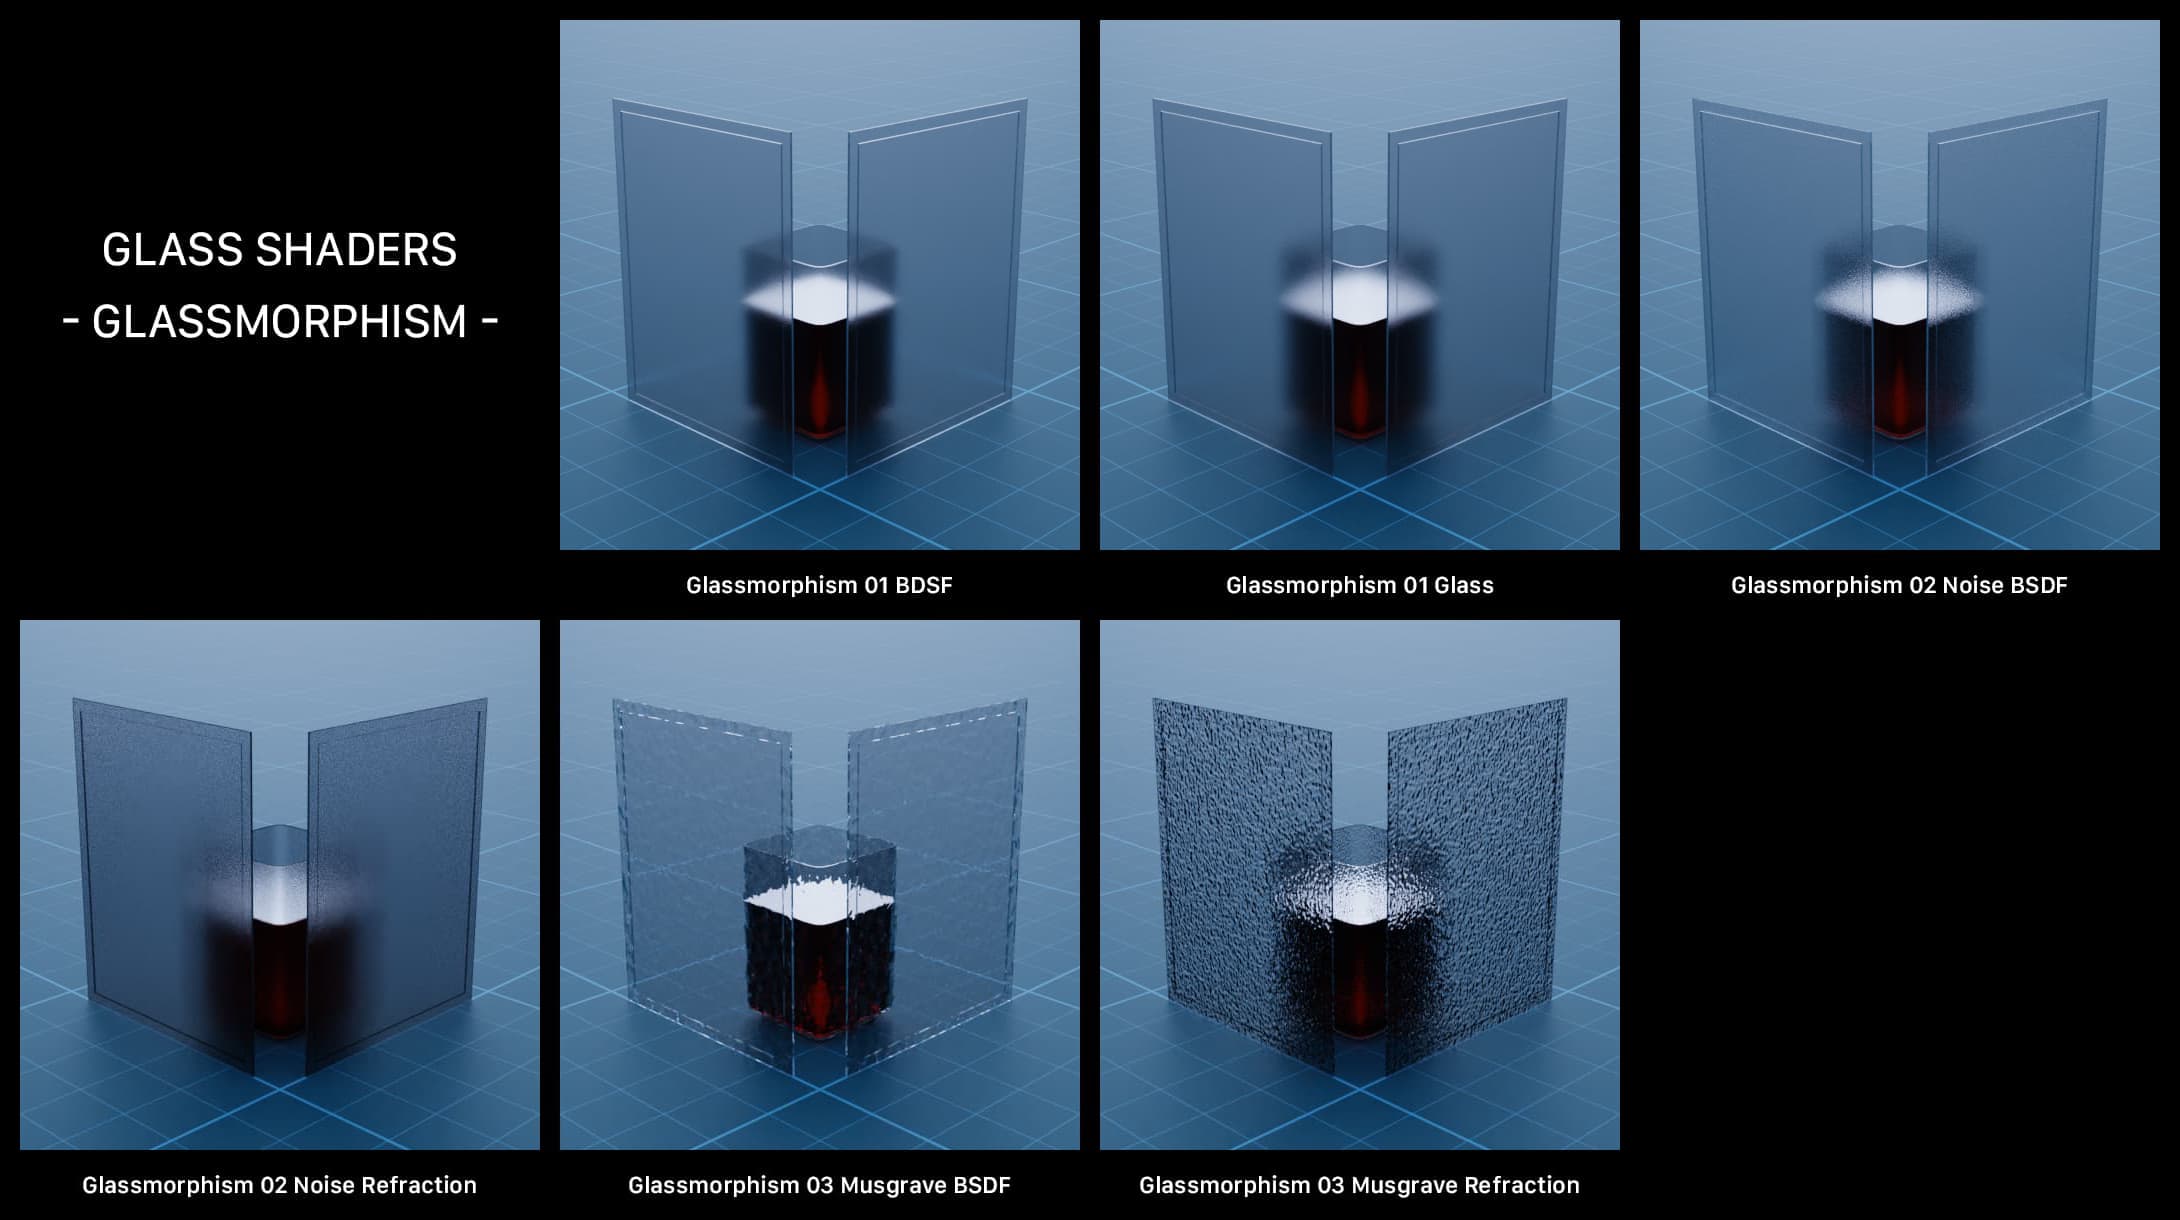 GLASS SHADERS
- GLASSMORPHISM -
Glassmorphism 01 BDSF
Glassmorphism 01 Glass
Glassmorphism 02 Noise BSDF
Glassmorphism 02 Noise Refraction
Glassmorphism 03 Musgrave BSDF
Glassmorphism 03 Musgrave Refraction